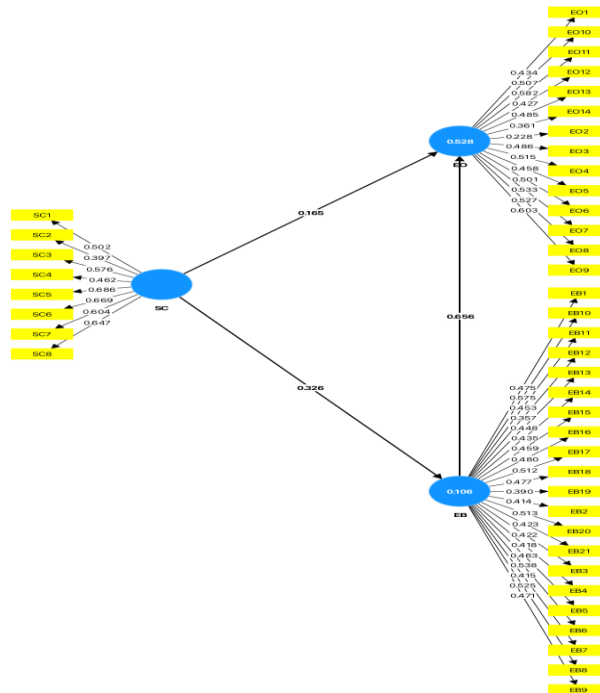 EO1
EO10
EO11
EO12
EO13
EO14
EO2
EO3
EO4
EO5
EO6
EO7
EO8
EO9
0.434
0.507
0.582
0.427
0.485
0.361
0.228
0.486
0.515
0.458
0.501
0.533
0.527
0.603
0.528
EO
0.165
SC1
SC2
SC3
SC4
SC5
SC6
SC7
SC8
0.502
0.397
0.576
0.462
0.686
0.669
0.604
0.647
SC
0.656
0.326
EB1
EB10
EB11
EB12
EB13
EB14
EB15
EB16
EB17
EB18
EB19
EB2
EB20
EB21
EB3
EB4
EB5
EB6
EB7
EB8
EB9
0.475
0.575
0.453
0.357
0.448
0.435
0.459
0.480
0.512
0.477
0.390
0.414
0.513
0.423
0.422
0.418
0.463
0.538
0.415
0.525
0.471
0.106
EB